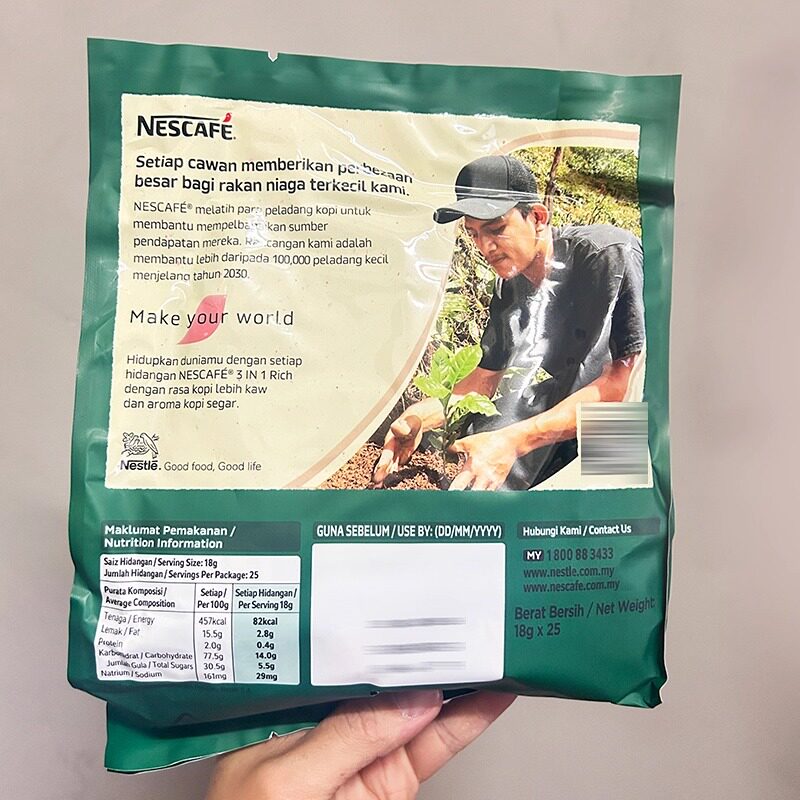 NESCAFÉ
Setiap cawan memberikan perbezaan
besar bagi rakan niaga terkecil kami.
NESCAFÉ® melatih para peladang kopi untuk
membantu mempelbagaikan sumber
pendapatan mereka. Rancangan kami adalah
membantu lebih daripada 100,000 peladang kecil
menjelang tahun 2030.
Make your world
Hidupkan duniamu dengan setiap
hidangan NESCAFÉ® 3 IN 1 Rich
dengan rasa kopi lebih kaw
dan aroma kopi segar.
Nestlé. Good food, Good life
Maklumat Pemakanan /
Nutrition Information
Saiz Hidangan / Serving Size: 18g
Jumlah Hidangan / Servings Per Package: 25
Purata Komposisi / Average Composition Setiap / Per 100g Setiap Hidangan / Per Serving 18g
Tenaga / Energy 457kcal 82kcal
Lemak / Fat 15.5g 2.8g
Protein 2.0g 0.4g
Karbohidrat / Carbohydrate 77.5g 14.0g
Jumlah Gula / Total Sugars 30.5g 5.5g
Natrium / Sodium 161mg 29mg
GUNA SEBELUM / USE BY: (DD/MM/YYYY)
Hubungi Kami / Contact Us
MY 1 800 88 3433
www.nestle.com.my
www.nescafe.com.my
Berat Bersih / Net Weight:
18g x 25